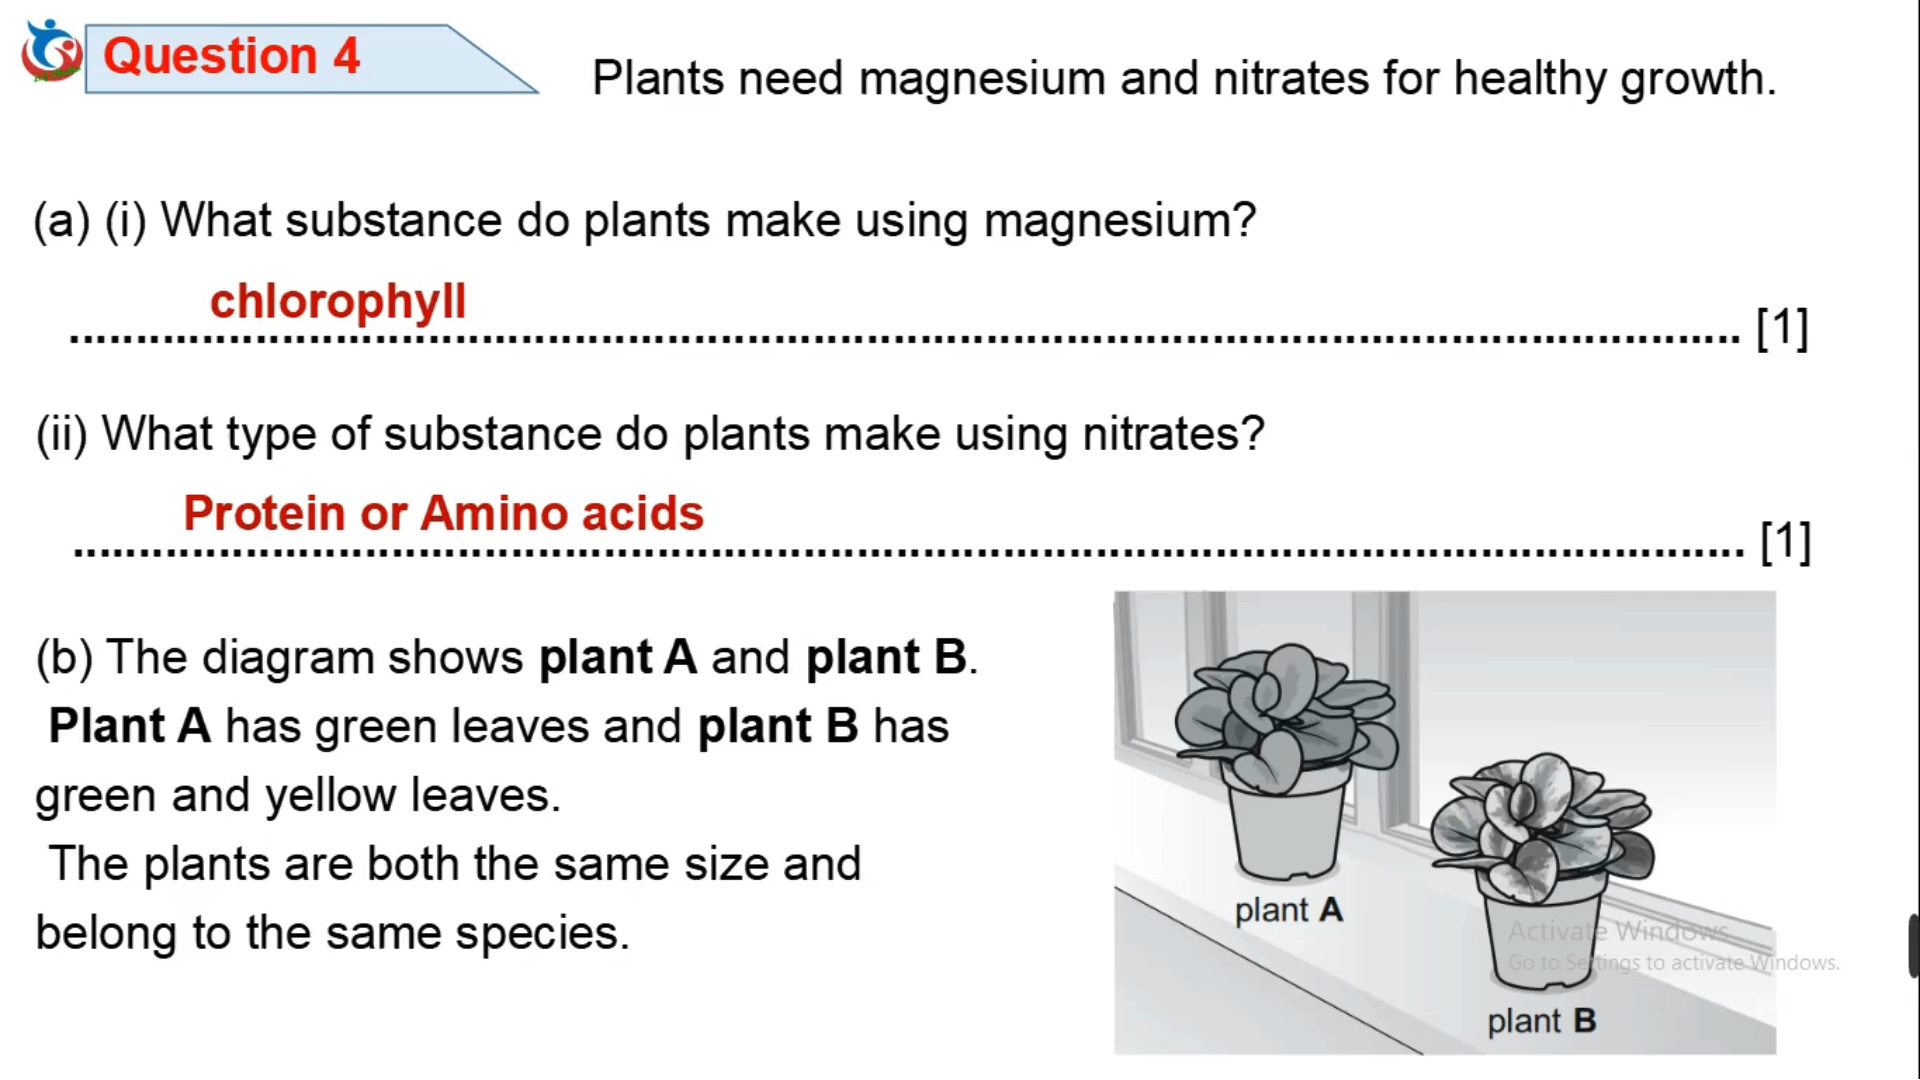 Question 4
Plants need magnesium and nitrates for healthy growth.
(a) (i) What substance do plants make using magnesium?
chlorophyll
[1]
(ii) What type of substance do plants make using nitrates?
Protein or Amino acids
[1]
(b) The diagram shows plant A and plant B.
Plant A has green leaves and plant B has
green and yellow leaves.
The plants are both the same size and
belong to the same species.
plant A
plant B
Activate Windows
Go to Settings to activate Windows.